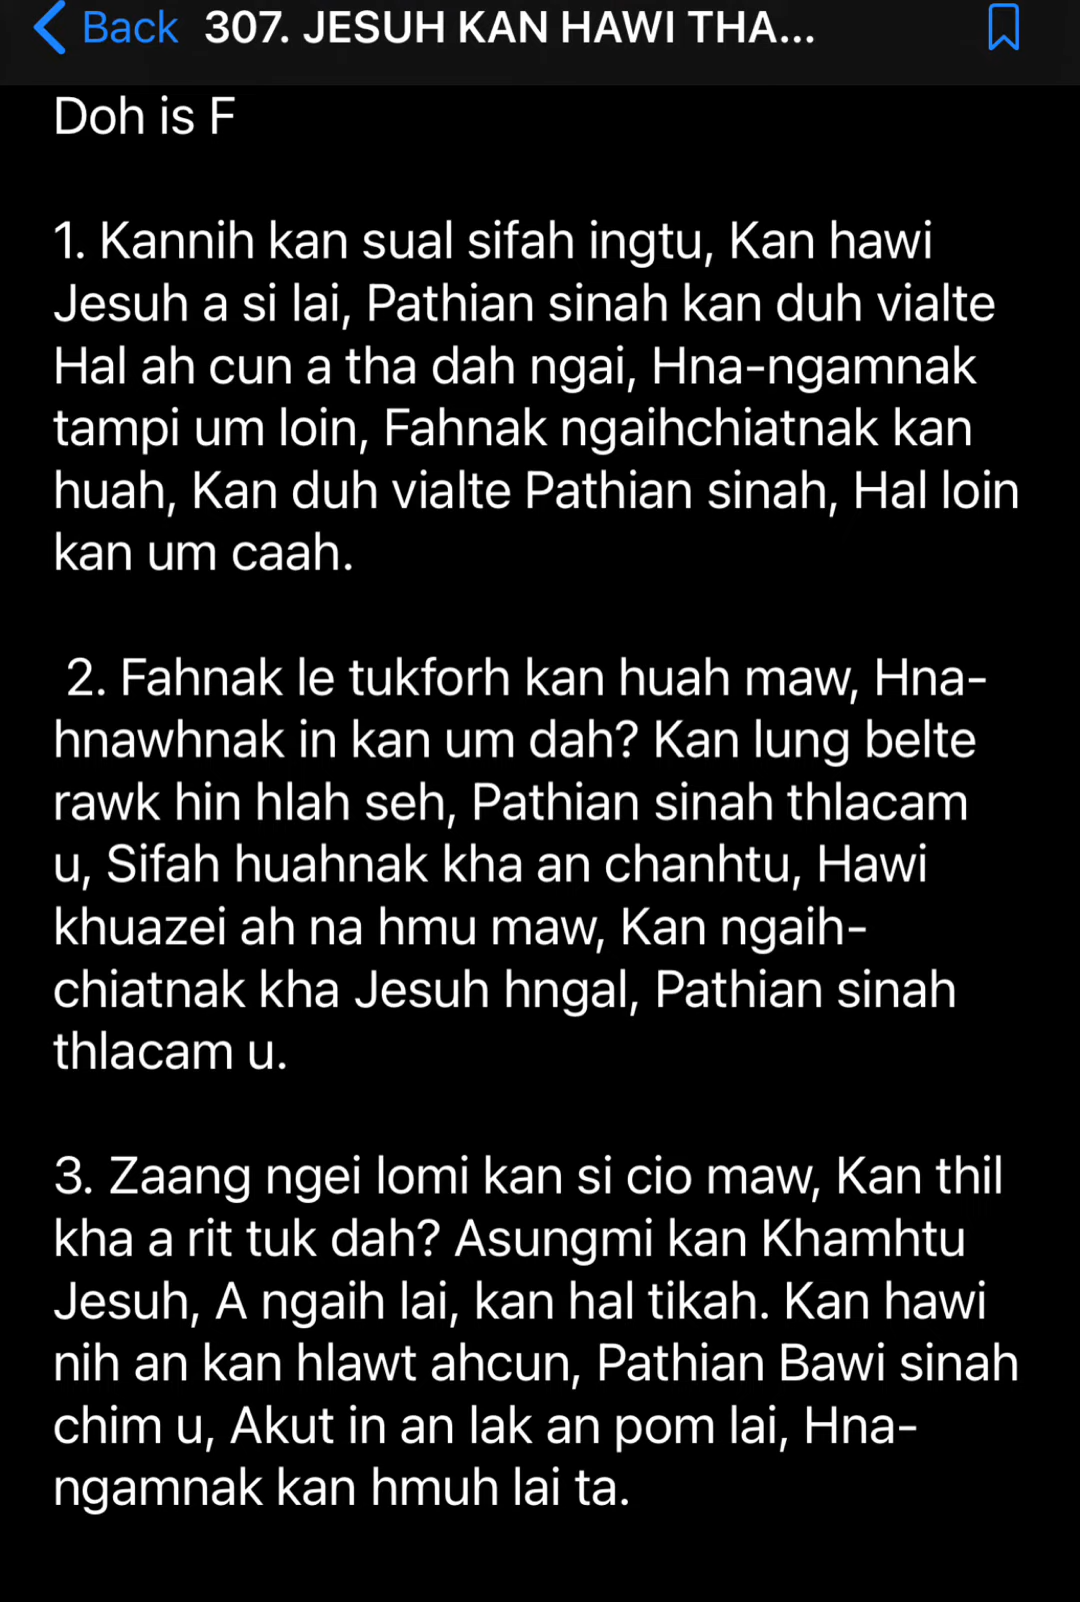 Back 307. JESUH KAN HAWI THA...
Doh is F
1. Kannih kan sual sifah ingtu, Kan hawi
Jesuh a si lai, Pathian sinah kan duh vialte
Hal ah cun a tha dah ngai, Hna-ngamnak
tampi um loin, Fahnak ngaihchiatnak kan
huah, Kan duh vialte Pathian sinah, Hal loin
kan um caah.
2. Fahnak le tukforh kan huah maw, Hna-
hnawhnak in kan um dah? Kan lung belte
rawk hin hlah seh, Pathian sinah thlacam
u, Sifah huahnak kha an chanhtu, Hawi
khuazei ah na hmu maw, Kan ngaih-
chiatnak kha Jesuh hngal, Pathian sinah
thlacam u.
3. Zaang ngei lomi kan si cio maw, Kan thil
kha a rit tuk dah? Asungmi kan Khamhtu
Jesuh, A ngaih lai, kan hal tikah. Kan hawi
nih an kan hlawt ahcun, Pathian Bawi sinah
chim u, Akut in an lak an pom lai, Hna-
ngamnak kan hmuh lai ta.